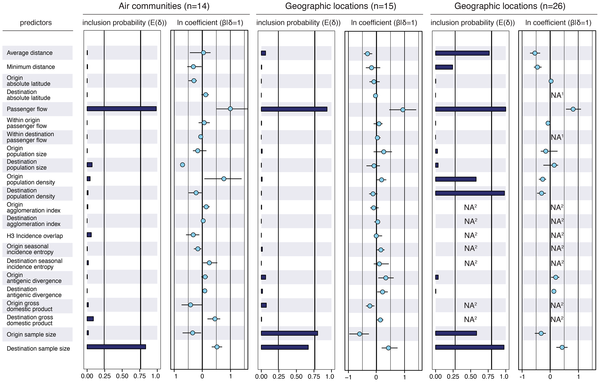 Air communities (n=14) Geographic locations (n=15) Geographic locations (n=26)
predictors inclusion probability (E(δ)) ln coefficient (β|δ=1) inclusion probability (E(δ)) ln coefficient (β|δ=1) inclusion probability (E(δ)) ln coefficient (β|δ=1)
Average distance
Minimum distance
Origin
absolute latitude
Destination
absolute latitude NA1
Passenger flow
Within origin
passenger flow
Within destination
passenger flow NA1
Origin
population size
Destination
population size
Origin
population density
Destination
population density
Origin
agglomeration index NA2 NA2
Destination
agglomeration index NA2 NA2
H3 Incidence overlap NA2 NA2
Origin seasonal
incidence entropy NA2 NA2
Destination seasonal
incidence entropy NA2 NA2
Origin
antigenic divergence
Destination
antigenic divergence
Origin gross
domestic product NA2 NA2
Destination gross
domestic product NA2 NA2
Origin sample size
Destination sample size
0.00 0.25 0.50 0.75 1.00 −1 0 1 0.00 0.25 0.50 0.75 1.00 −1 0 1 0.00 0.25 0.50 0.75 1.00 −1 0 1